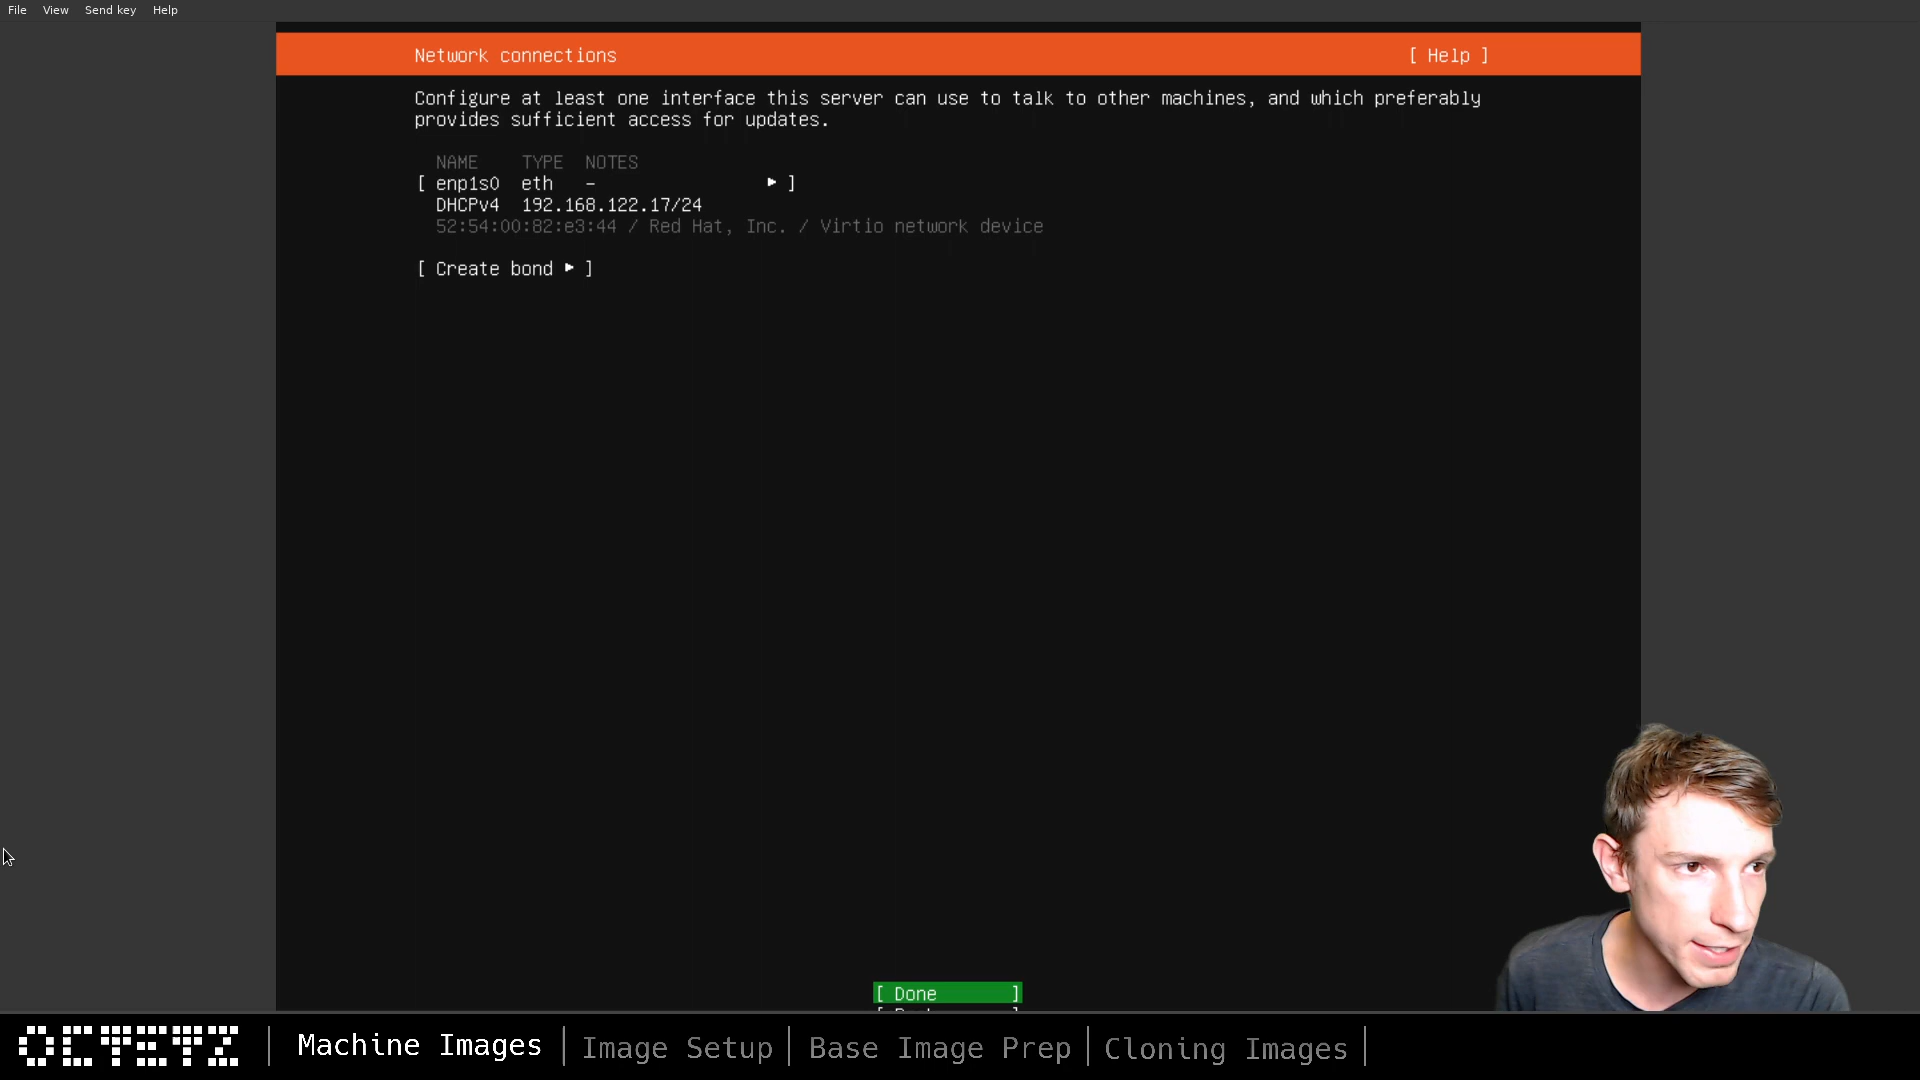 File View Send key Help
Network connections [ Help ]
Configure at least one interface this server can use to talk to other machines, and which preferably
provides sufficient access for updates.
NAME TYPE NOTES
[ enp1s0 eth – ▸ ]
DHCPv4 192.168.122.17/24
52:54:00:82:e3:44 / Red Hat, Inc. / Virtio network device
[ Create bond ▸ ]
[ Done ]
OCTETZ | Machine Images | Image Setup | Base Image Prep | Cloning Images |